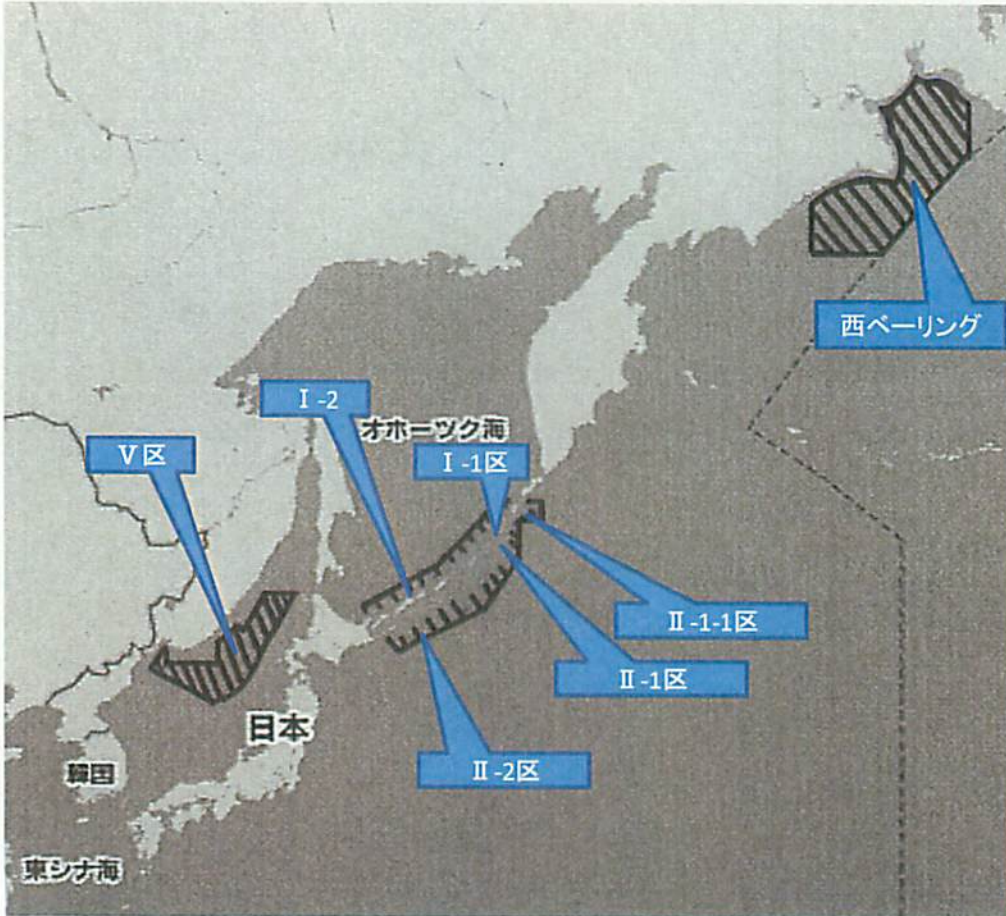 西ベーリング
Ⅰ-2
オホーツク海
Ⅰ-1区
Ⅴ区
Ⅱ-1-1区
Ⅱ-1区
日本
Ⅱ-2区
韓国
東シナ海